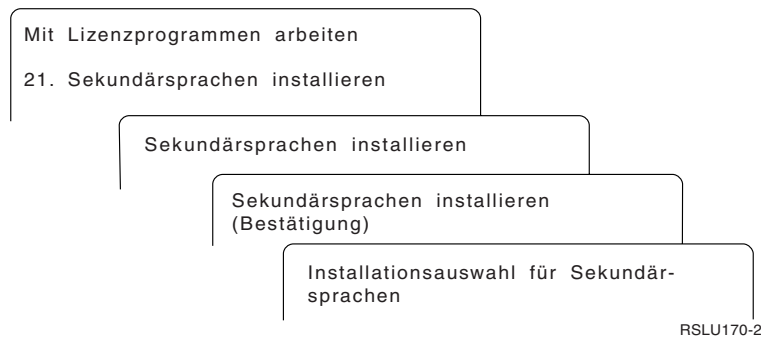 Mit Lizenzprogrammen arbeiten
21. Sekundärsprachen installieren
Sekundärsprachen installieren
Sekundärsprachen installieren
(Bestätigung)
Installationsauswahl für Sekundär-
sprachen
RSLU170-2